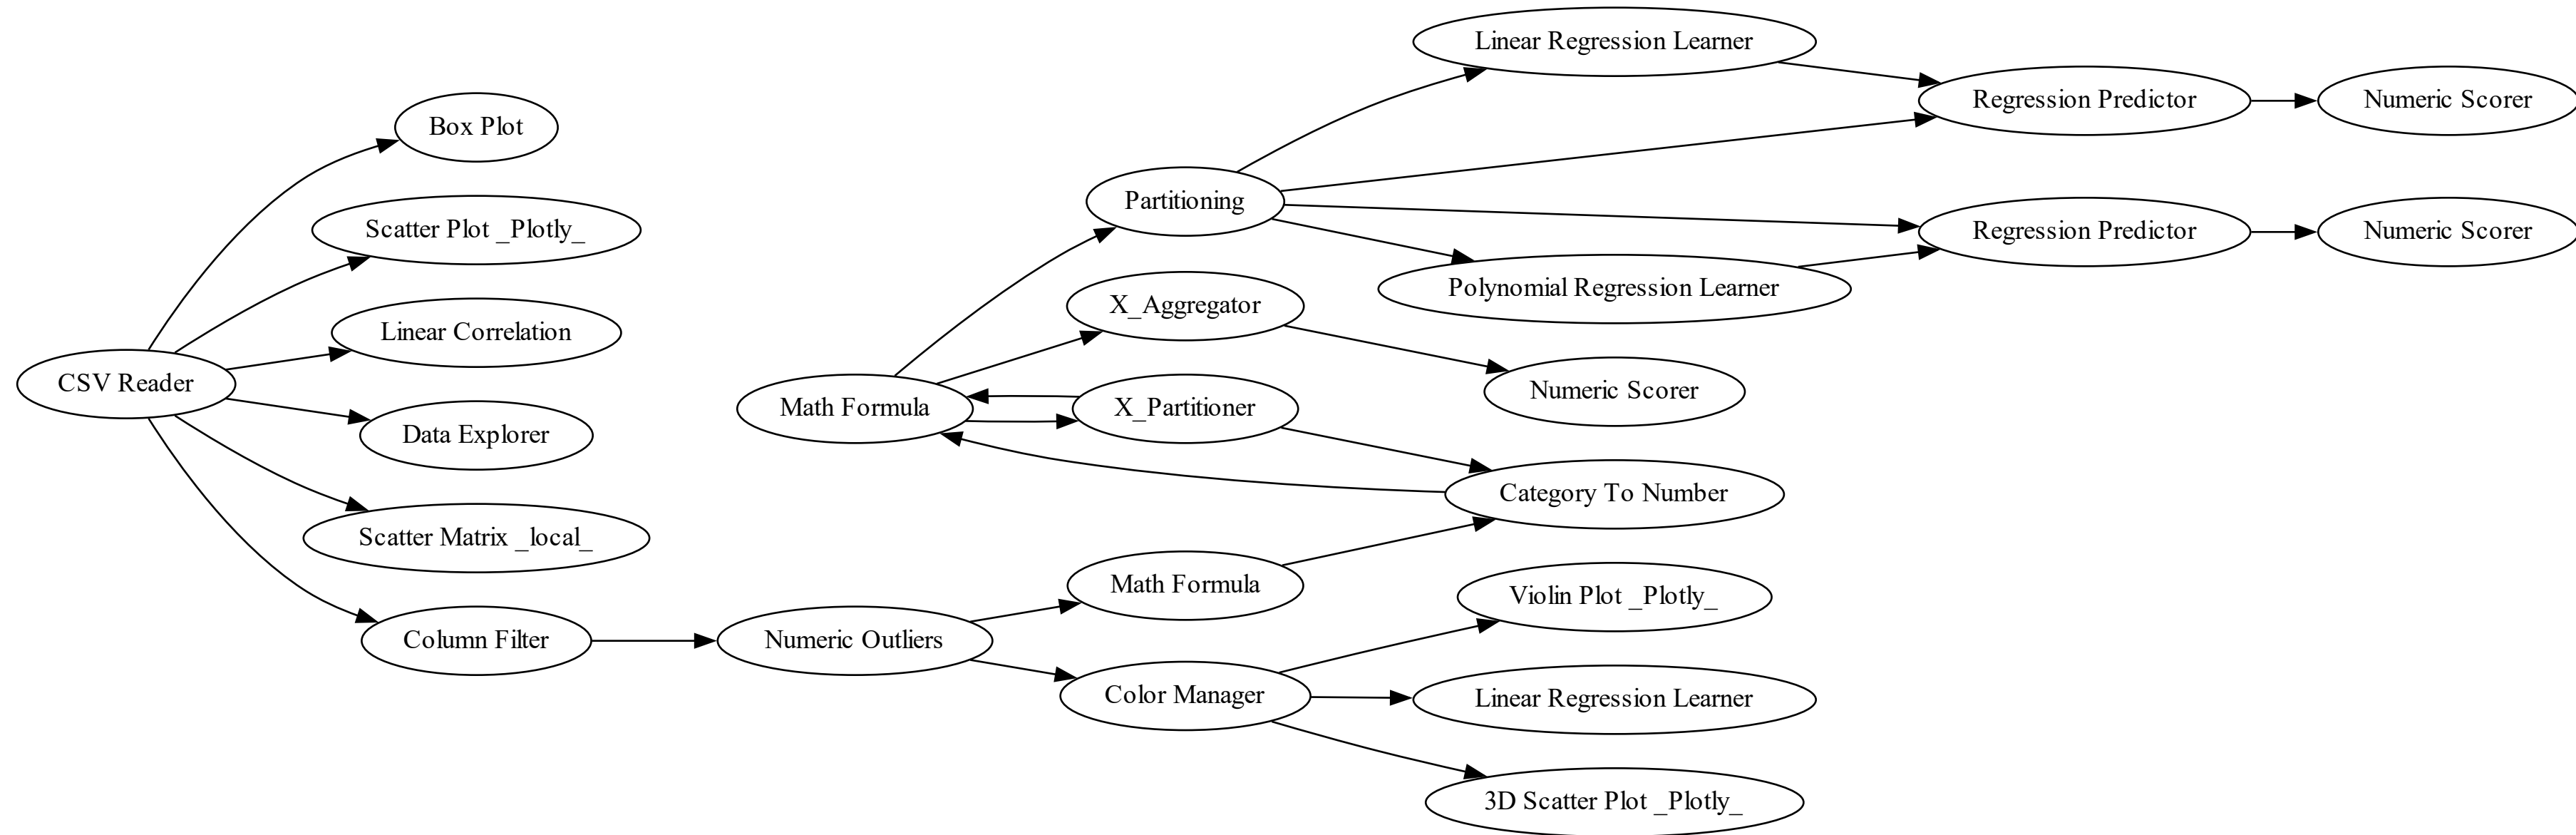 CSV Reader
Box Plot
Scatter Plot _Plotly_
Linear Correlation
Data Explorer
Scatter Matrix _local_
Column Filter
Numeric Outliers
Math Formula
Partitioning
X_Aggregator
X_Partitioner
Math Formula
Color Manager
Linear Regression Learner
Polynomial Regression Learner
Numeric Scorer
Category To Number
Violin Plot _Plotly_
Linear Regression Learner
3D Scatter Plot _Plotly_
Regression Predictor
Regression Predictor
Numeric Scorer
Numeric Scorer